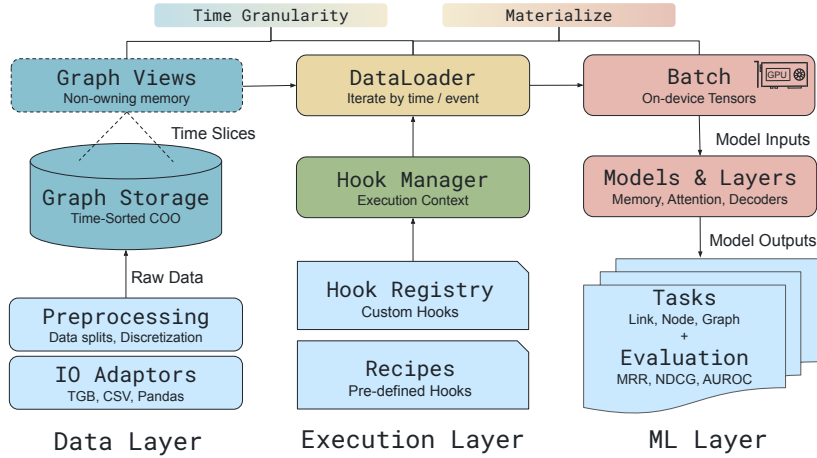 Time Granularity
Materialize
Graph Views
Non-owning memory
DataLoader
Iterate by time / event
Batch
On-device Tensors
GPU
Time Slices
Model Inputs
Graph Storage
Time-Sorted COO
Hook Manager
Execution Context
Models & Layers
Memory, Attention, Decoders
Raw Data
Model Outputs
Preprocessing
Data splits, Discretization
IO Adaptors
TGB, CSV, Pandas
Hook Registry
Custom Hooks
Recipes
Pre-defined Hooks
Tasks
Link, Node, Graph
+
Evaluation
MRR, NDCG, AUROC
Data Layer
Execution Layer
ML Layer